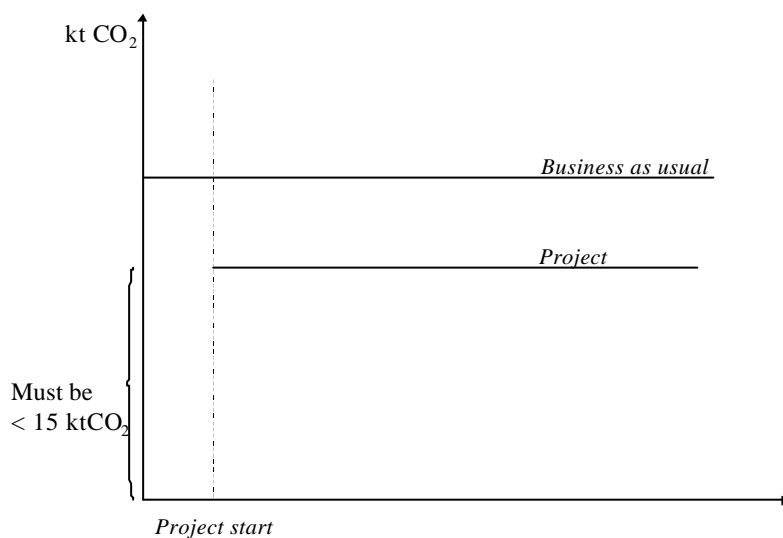 kt CO₂
Business as usual
Project
Must be
< 15 ktCO₂
Project start